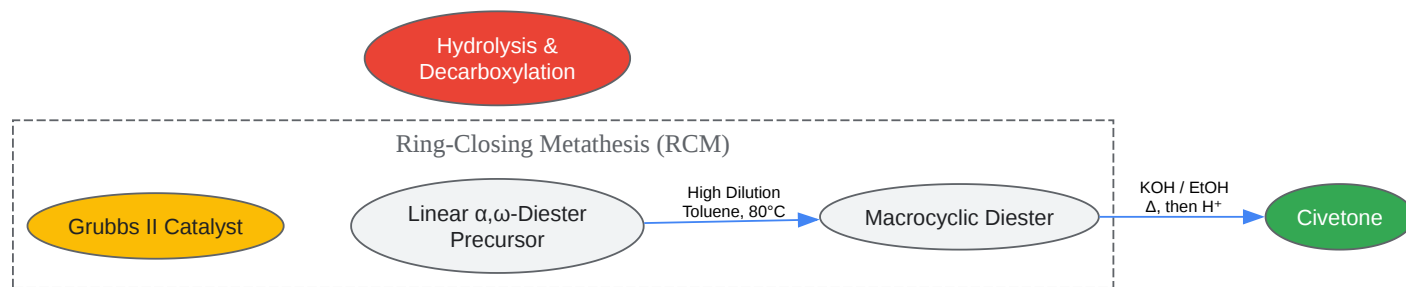 Hydrolysis &
Decarboxylation
Ring-Closing Metathesis (RCM)
Grubbs II Catalyst
Linear α,ω-Diester
Precursor
High Dilution
Toluene, 80°C
Macrocyclic Diester
KOH / EtOH
Δ, then H⁺
Civetone